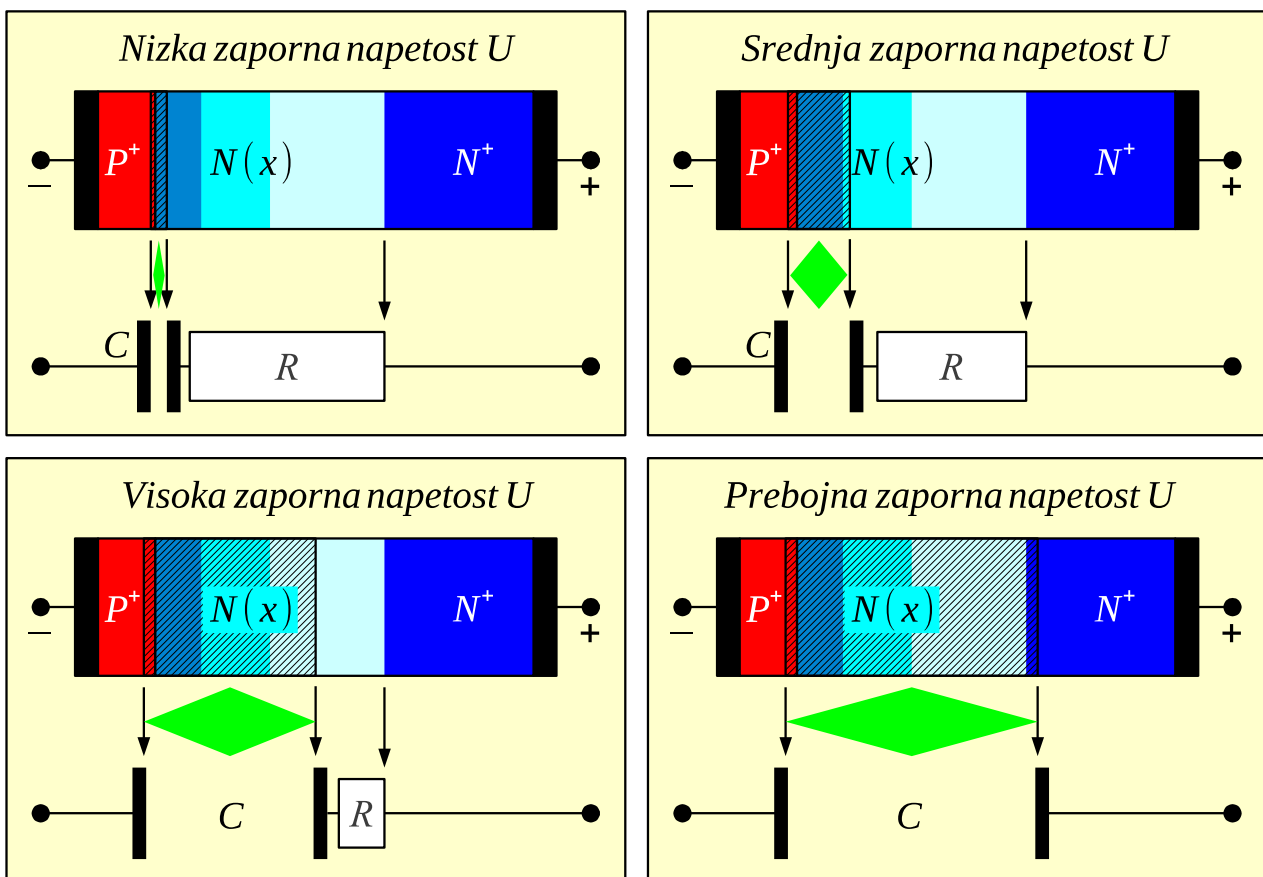 Nizka zaporna napetost U
P⁺ N(x) N⁺
− +
C R
Srednja zaporna napetost U
P⁺ N(x) N⁺
− +
C R
Visoka zaporna napetost U
P⁺ N(x) N⁺
− +
C R
Prebojna zaporna napetost U
P⁺ N(x) N⁺
− +
C